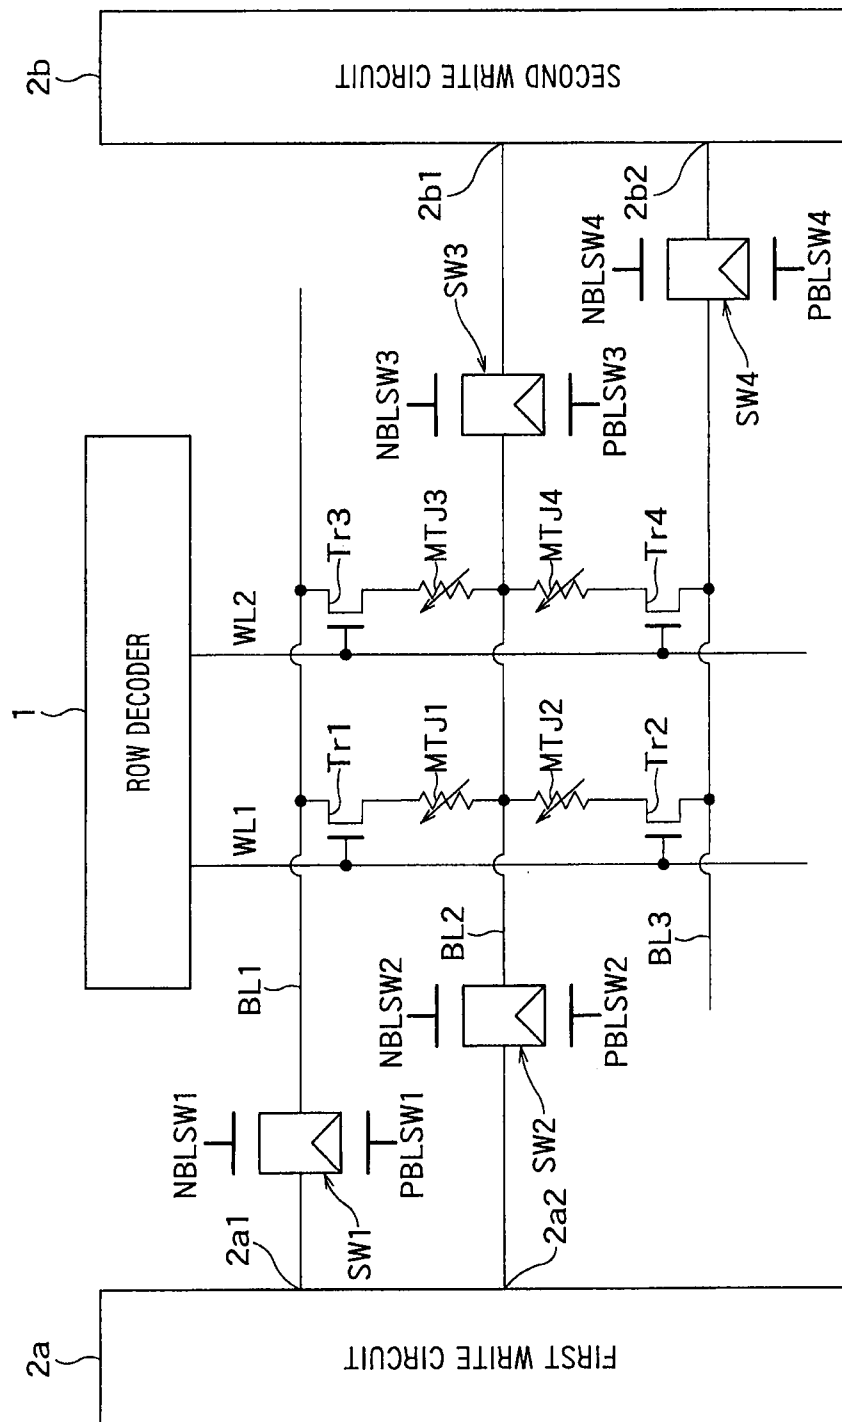 1
ROW DECODER
2a
FIRST WRITE CIRCUIT
2b
SECOND WRITE CIRCUIT
WL1
WL2
2a1
NBLSW1
PBLSW1
SW1
BL1
Tr1
Tr3
MTJ1
MTJ3
2a2
NBLSW2
PBLSW2
SW2
BL2
NBLSW3
PBLSW3
SW3
2b1
MTJ2
MTJ4
Tr2
Tr4
BL3
NBLSW4
PBLSW4
SW4
2b2